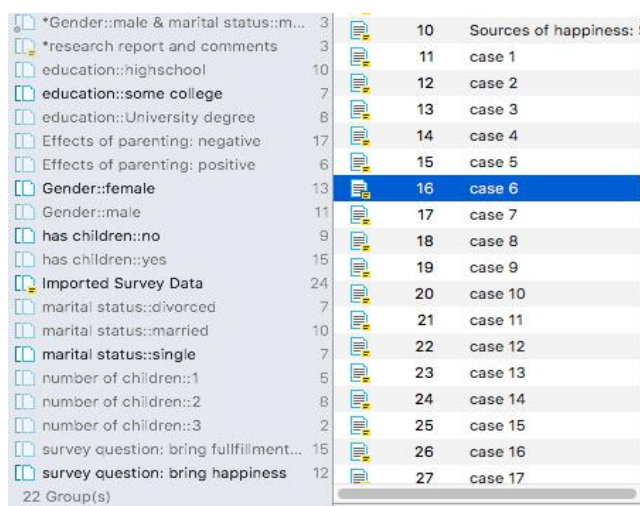 *Gender::male & marital status::m... 3
*research report and comments 3
education::highschool 10
education::some college 7
education::University degree 8
Effects of parenting: negative 17
Effects of parenting: positive 6
Gender::female 13
Gender::male 11
has children::no 9
has children::yes 15
Imported Survey Data 24
marital status::divorced 7
marital status::married 10
marital status::single 7
number of children::1 5
number of children::2 8
number of children::3 2
survey question: bring fullfillment... 15
survey question: bring happiness 12
22 Group(s)
10 Sources of happiness:
11 case 1
12 case 2
13 case 3
14 case 4
15 case 5
16 case 6
17 case 7
18 case 8
19 case 9
20 case 10
21 case 11
22 case 12
23 case 13
24 case 14
25 case 15
26 case 16
27 case 17